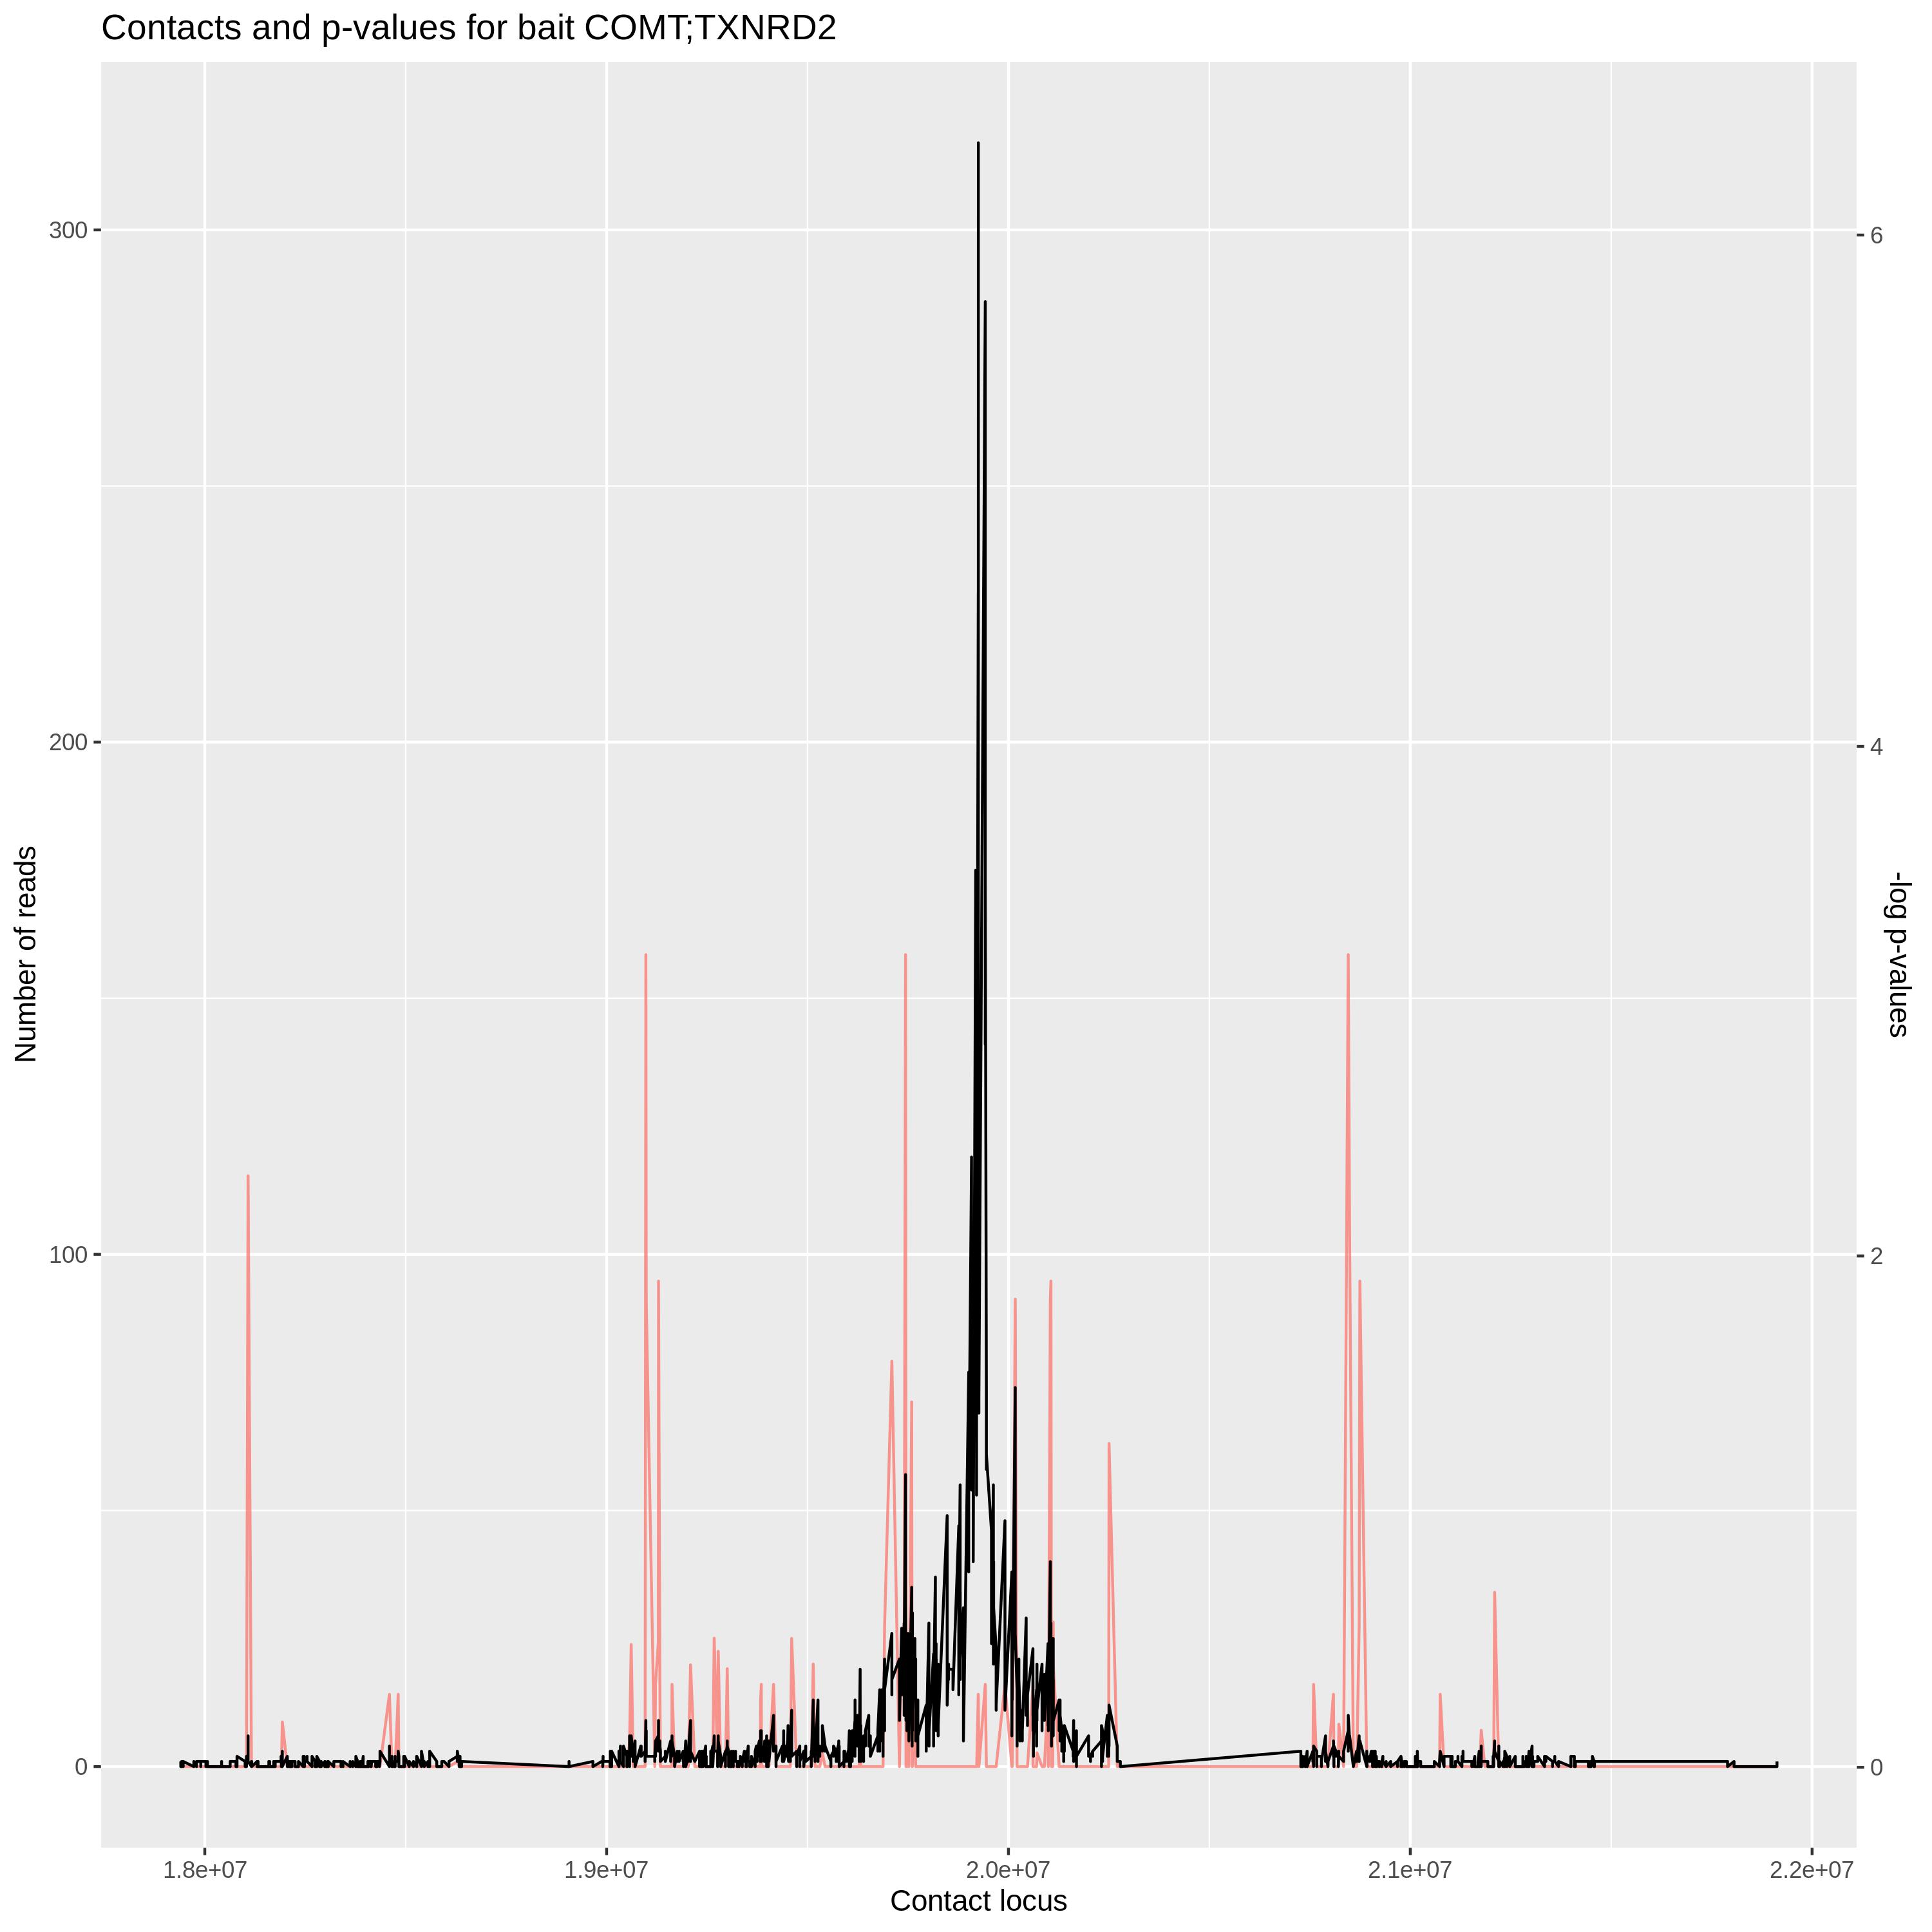 Contacts and p-values for bait COMT;TXNRD2
300
200
100
0
Number of reads
6
4
2
0
-log p-values
1.8e+07 1.9e+07 2.0e+07 2.1e+07 2.2e+07
Contact locus